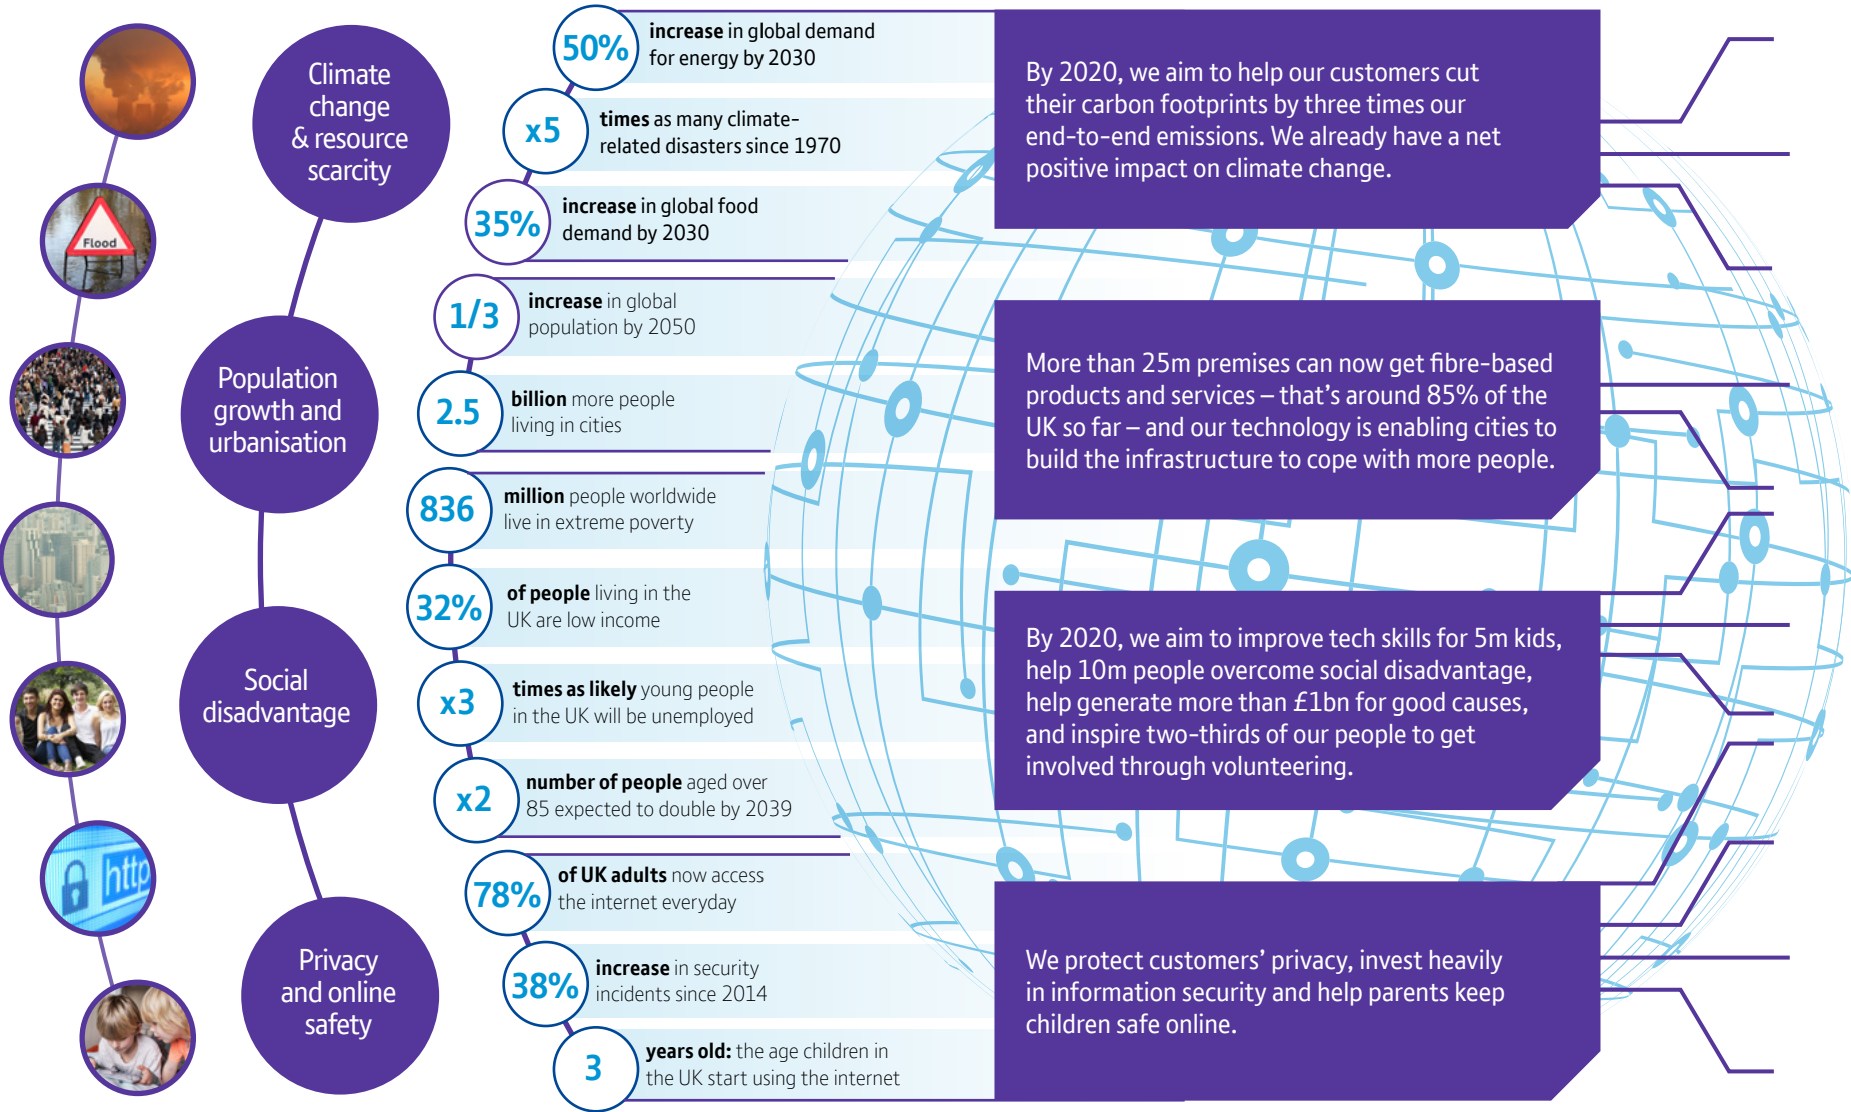 Climate
change
& resource
scarcity
50%
increase in global demand
for energy by 2030
x5
times as many climate-
related disasters since 1970
35%
increase in global food
demand by 2030
By 2020, we aim to help our customers cut
their carbon footprints by three times our
end-to-end emissions. We already have a net
positive impact on climate change.
Flood
Population
growth and
urbanisation
1/3
increase in global
population by 2050
2.5
billion more people
living in cities
More than 25m premises can now get fibre-based
products and services – that’s around 85% of the
UK so far – and our technology is enabling cities to
build the infrastructure to cope with more people.
Social
disadvantage
836
million people worldwide
live in extreme poverty
32%
of people living in the
UK are low income
x3
times as likely young people
in the UK will be unemployed
x2
number of people aged over
85 expected to double by 2039
By 2020, we aim to improve tech skills for 5m kids,
help 10m people overcome social disadvantage,
help generate more than £1bn for good causes,
and inspire two-thirds of our people to get
involved through volunteering.
http
Privacy
and online
safety
78%
of UK adults now access
the internet everyday
38%
increase in security
incidents since 2014
3
years old: the age children in
the UK start using the internet
We protect customers’ privacy, invest heavily
in information security and help parents keep
children safe online.